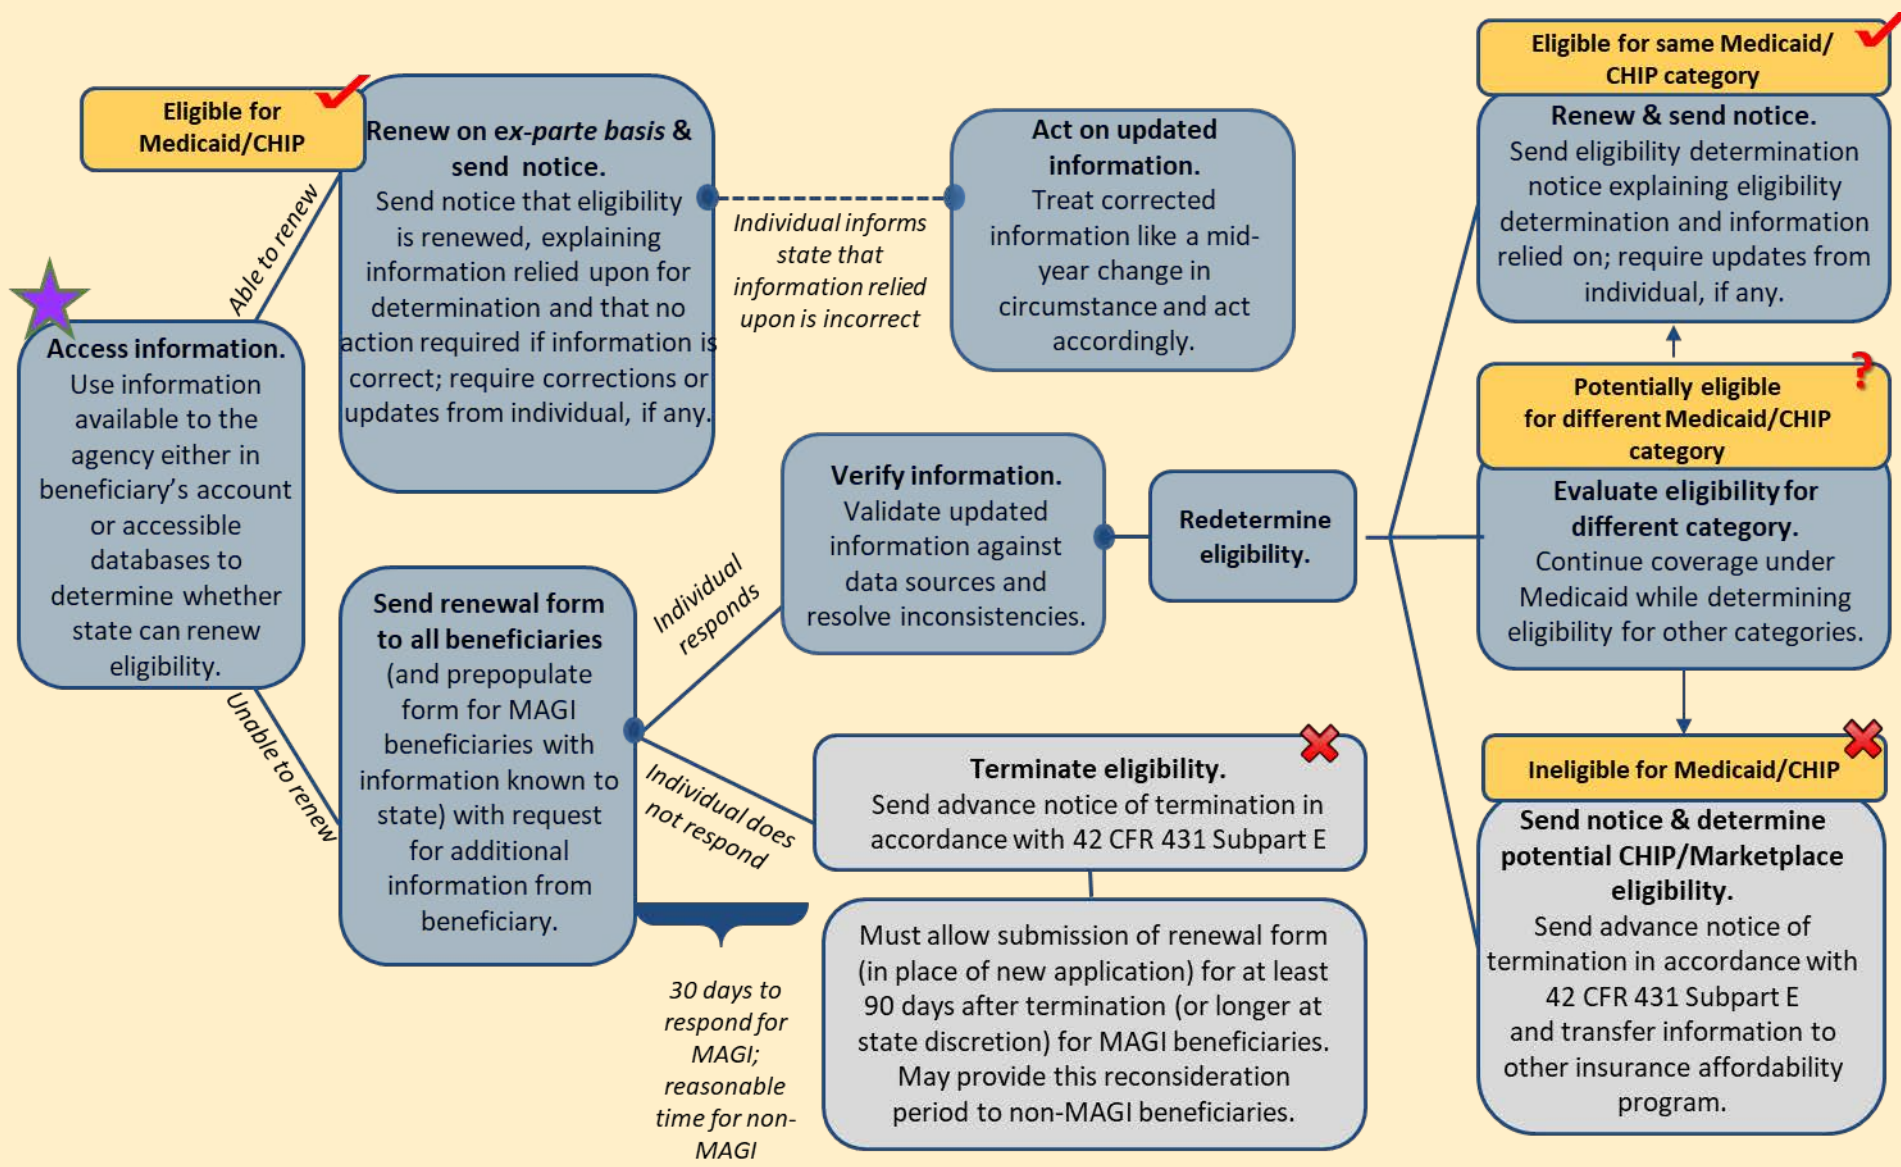 Eligible for
Medicaid/CHIP
Able to renew
Access information.
Use information
available to the
agency either in
beneficiary's account
or accessible
databases to
determine whether
state can renew
eligibility.
Unable to renew
Renew on ex-parte basis &
send notice.
Send notice that eligibility
is renewed, explaining
information relied upon for
determination and that no
action required if information is
correct; require corrections or
updates from individual, if any.
Individual informs
state that
information relied
upon is incorrect
Act on updated
information.
Treat corrected
information like a mid-
year change in
circumstance and act
accordingly.
Send renewal form
to all beneficiaries
(and prepopulate
form for MAGI
beneficiaries with
information known to
state) with request
for additional
information from
beneficiary.
Individual
responds
Individual does
not respond
30 days to
respond for
MAGI;
reasonable
time for non-
MAGI
Verify information.
Validate updated
information against
data sources and
resolve inconsistencies.
Redetermine
eligibility.
Terminate eligibility.
Send advance notice of termination in
accordance with 42 CFR 431 Subpart E
Must allow submission of renewal form
(in place of new application) for at least
90 days after termination (or longer at
state discretion) for MAGI beneficiaries.
May provide this reconsideration
period to non-MAGI beneficiaries.
Eligible for same Medicaid/
CHIP category
Renew & send notice.
Send eligibility determination
notice explaining eligibility
determination and information
relied on; require updates from
individual, if any.
?
Potentially eligible
for different Medicaid/CHIP
category
Evaluate eligibility for
different category.
Continue coverage under
Medicaid while determining
eligibility for other categories.
Ineligible for Medicaid/CHIP
Send notice & determine
potential CHIP/Marketplace
eligibility.
Send advance notice of
termination in accordance with
42 CFR 431 Subpart E
and transfer information to
other insurance affordability
program.